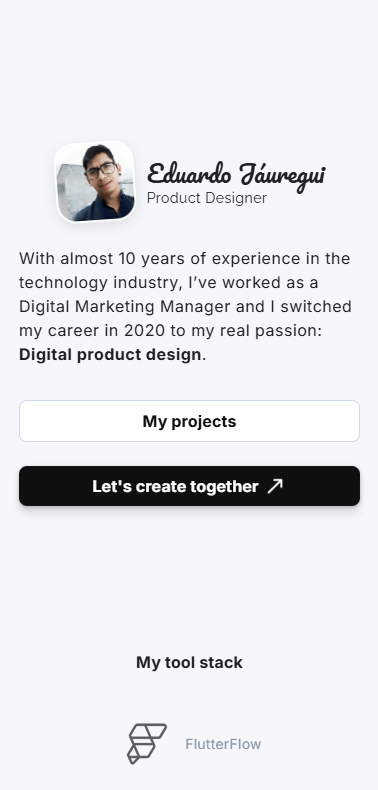 Eduardo Jáuregui
Product Designer
With almost 10 years of experience in the
technology industry, I’ve worked as a
Digital Marketing Manager and I switched
my career in 2020 to my real passion:
Digital product design.
My projects
Let's create together
My tool stack
FlutterFlow